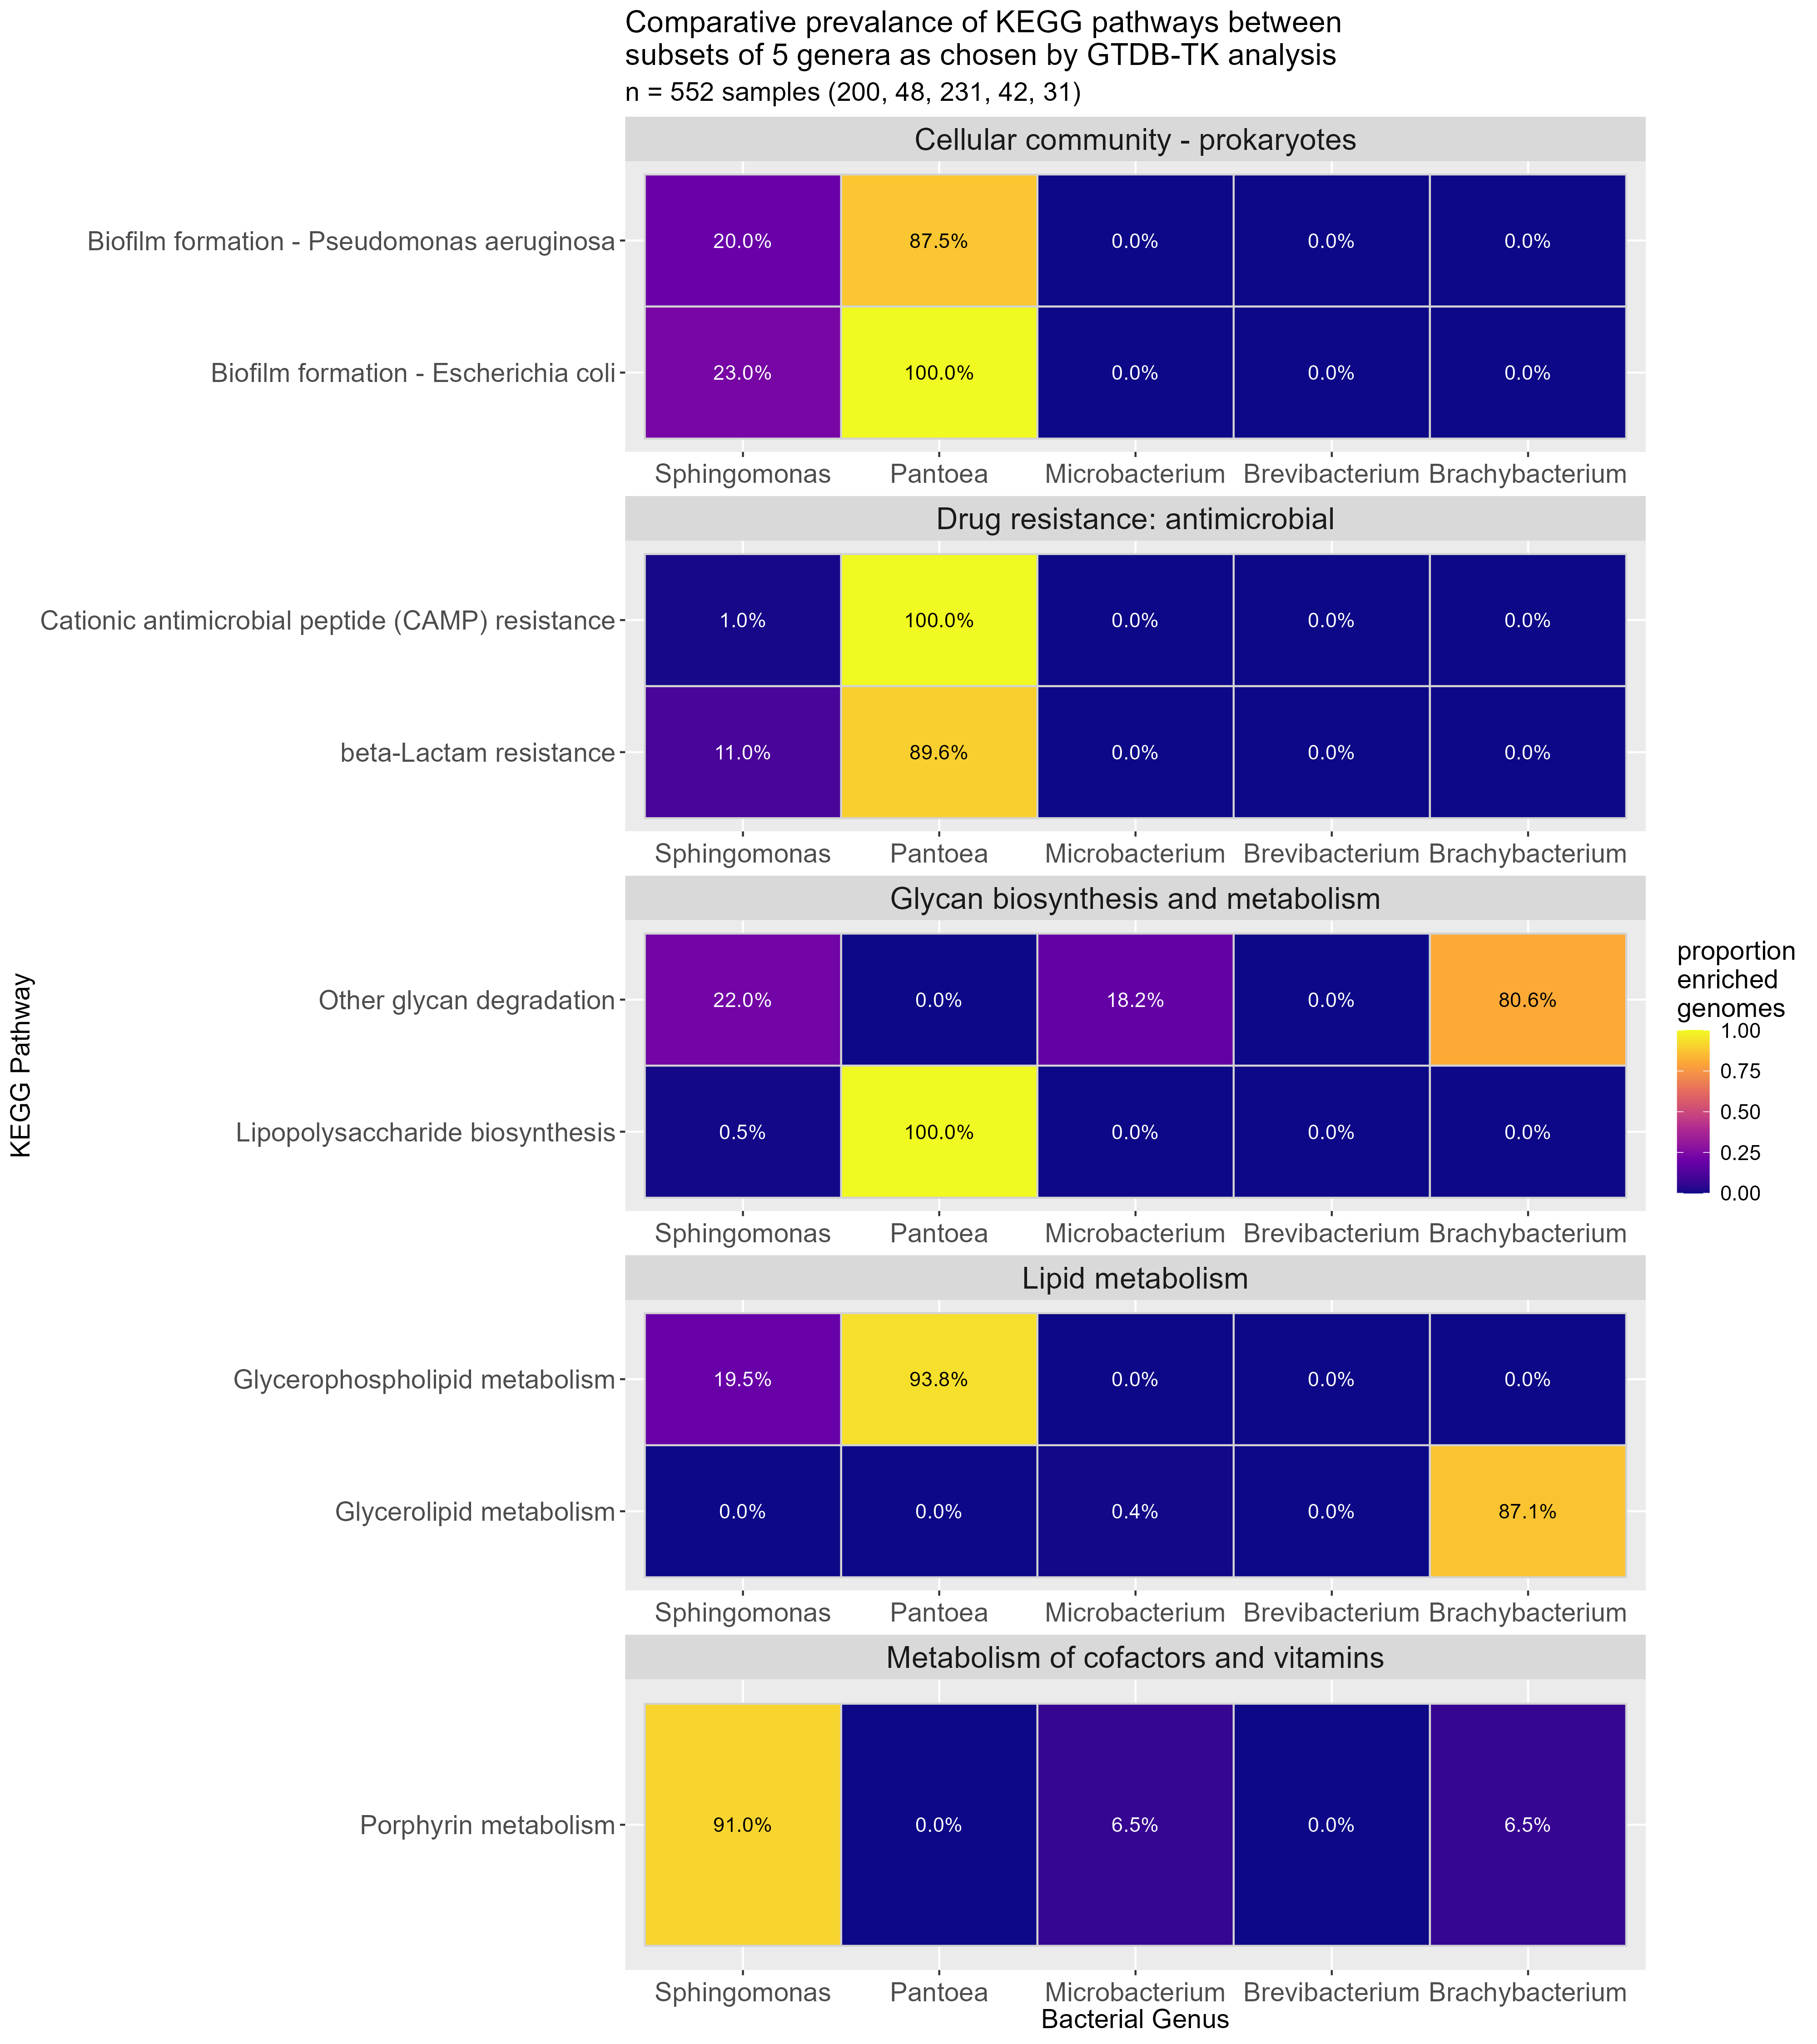 Comparative prevalance of KEGG pathways between
subsets of 5 genera as chosen by GTDB-TK analysis
n = 552 samples (200, 48, 231, 42, 31)
Cellular community - prokaryotes
Biofilm formation - Pseudomonas aeruginosa 20.0% 87.5% 0.0% 0.0% 0.0%
Biofilm formation - Escherichia coli 23.0% 100.0% 0.0% 0.0% 0.0%
Sphingomonas Pantoea Microbacterium Brevibacterium Brachybacterium
Drug resistance: antimicrobial
Cationic antimicrobial peptide (CAMP) resistance 1.0% 100.0% 0.0% 0.0% 0.0%
beta-Lactam resistance 11.0% 89.6% 0.0% 0.0% 0.0%
Sphingomonas Pantoea Microbacterium Brevibacterium Brachybacterium
Glycan biosynthesis and metabolism
Other glycan degradation 22.0% 0.0% 18.2% 0.0% 80.6%
Lipopolysaccharide biosynthesis 0.5% 100.0% 0.0% 0.0% 0.0%
Sphingomonas Pantoea Microbacterium Brevibacterium Brachybacterium
Lipid metabolism
Glycerophospholipid metabolism 19.5% 93.8% 0.0% 0.0% 0.0%
Glycerolipid metabolism 0.0% 0.0% 0.4% 0.0% 87.1%
Sphingomonas Pantoea Microbacterium Brevibacterium Brachybacterium
Metabolism of cofactors and vitamins
Porphyrin metabolism 91.0% 0.0% 6.5% 0.0% 6.5%
Sphingomonas Pantoea Microbacterium Brevibacterium Brachybacterium
Bacterial Genus
KEGG Pathway
proportion
enriched
genomes
1.00
0.75
0.50
0.25
0.00